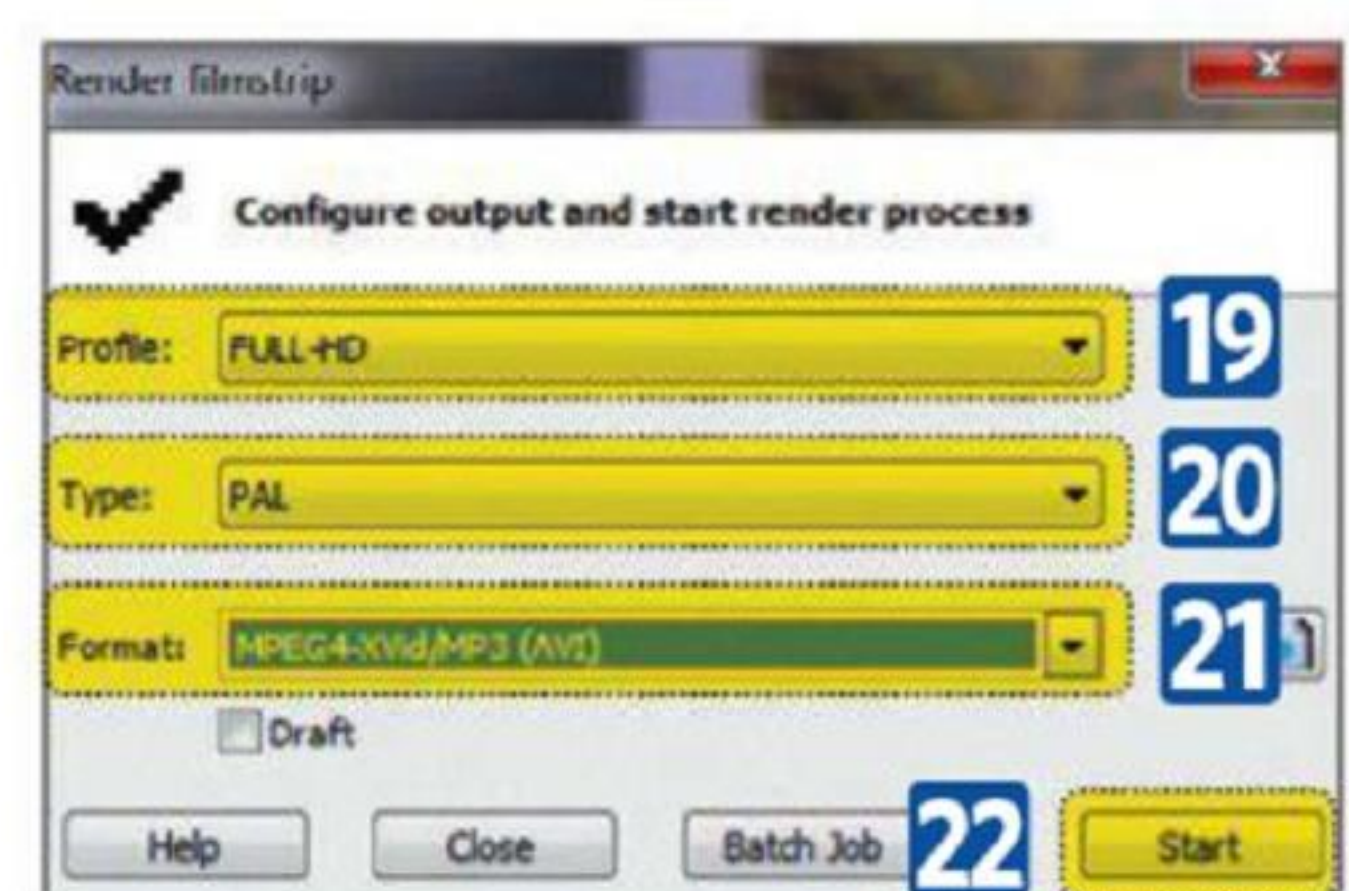 Render filmstrip
x
Configure output and start render process
Profile: FULL-HD
19
Type: PAL
20
Format: MPEG4-XVid/MP3 (AVI)
21
Draft
Help Close Batch Job 22 Start